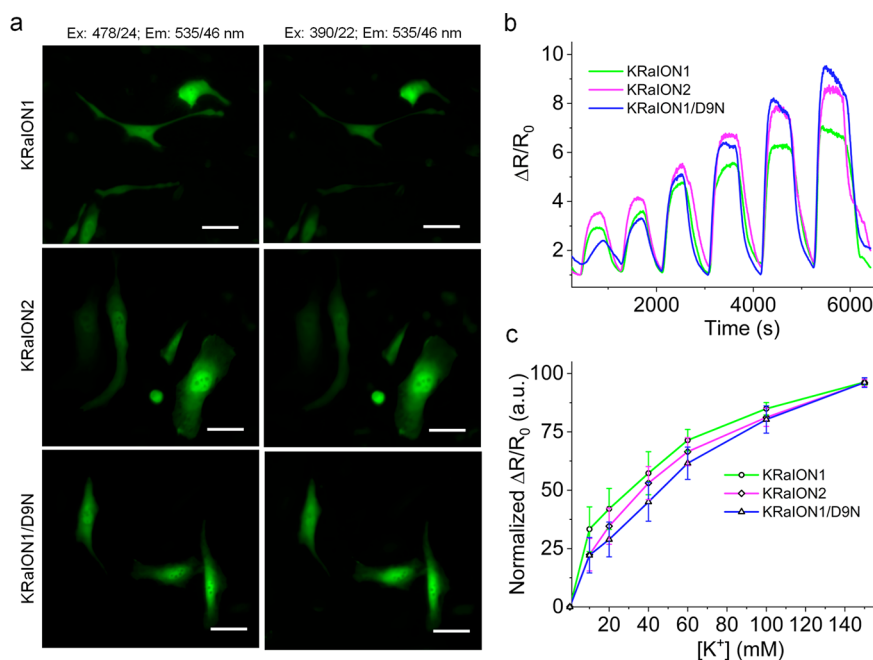 a
Ex: 478/24; Em: 535/46 nm
Ex: 390/22; Em: 535/46 nm
KRaION1
KRaION2
KRaION1/D9N
b
KRaION1
KRaION2
KRaION1/D9N
ΔR/R0
10
8
6
4
2
2000
4000
6000
Time (s)
c
KRaION1
KRaION2
KRaION1/D9N
Normalized ΔR/R0 (a.u.)
100
75
50
25
0
20
40
60
80
100
120
140
[K+] (mM)